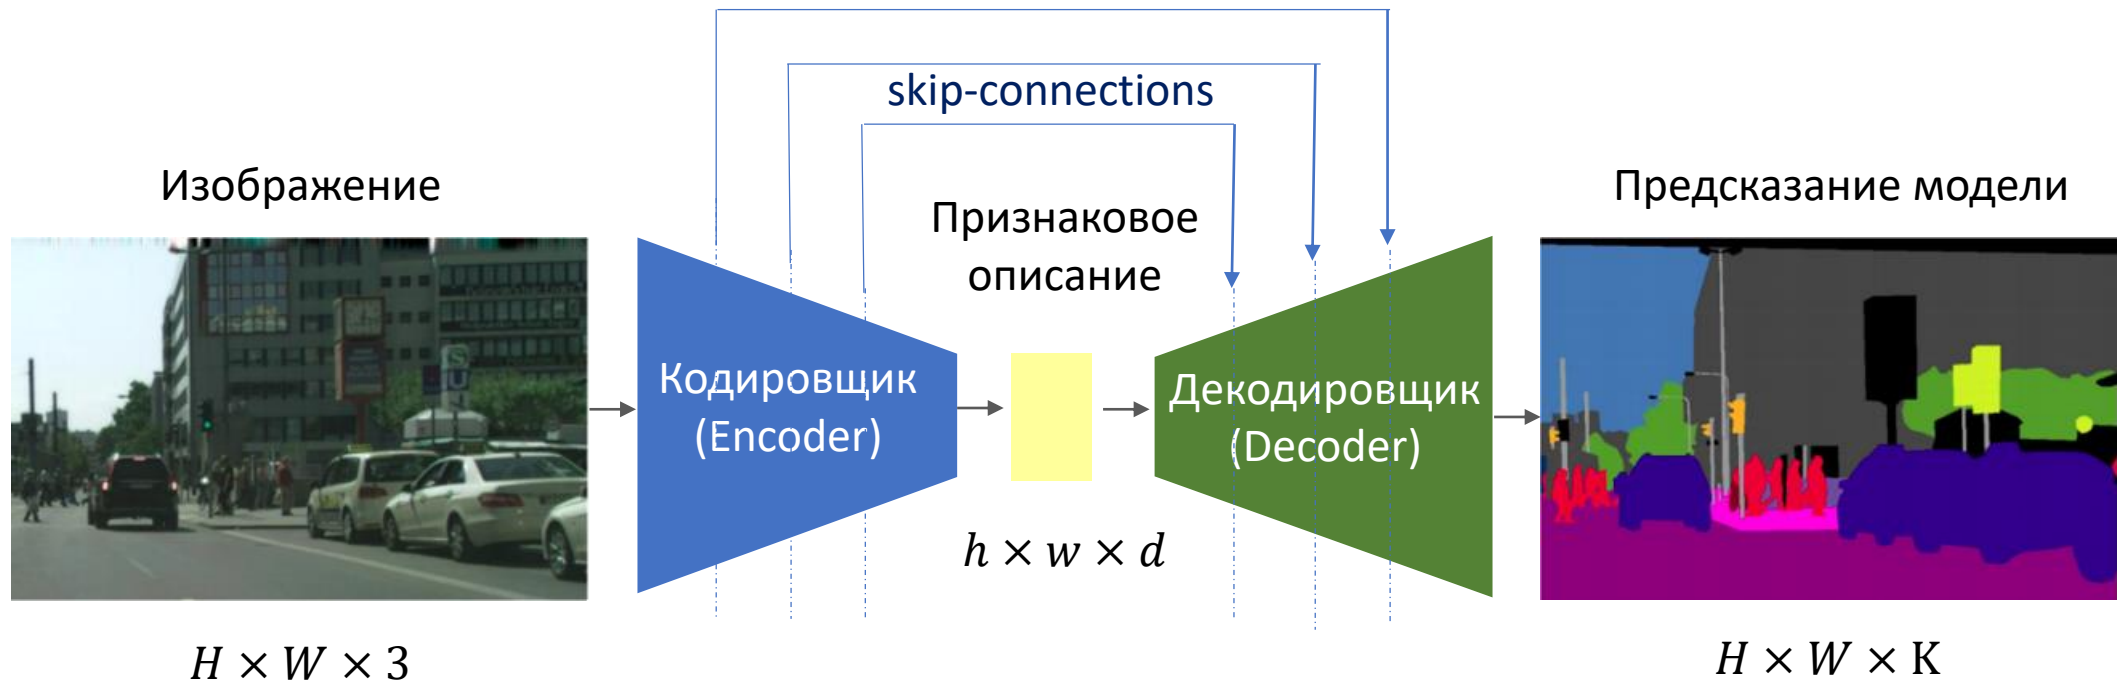 skip-connections
Изображение
Признаковое
описание
Предсказание модели
Кодировщик
(Encoder)
Декодировщик
(Decoder)
S
U
h × w × d
H × W × 3
H × W × K